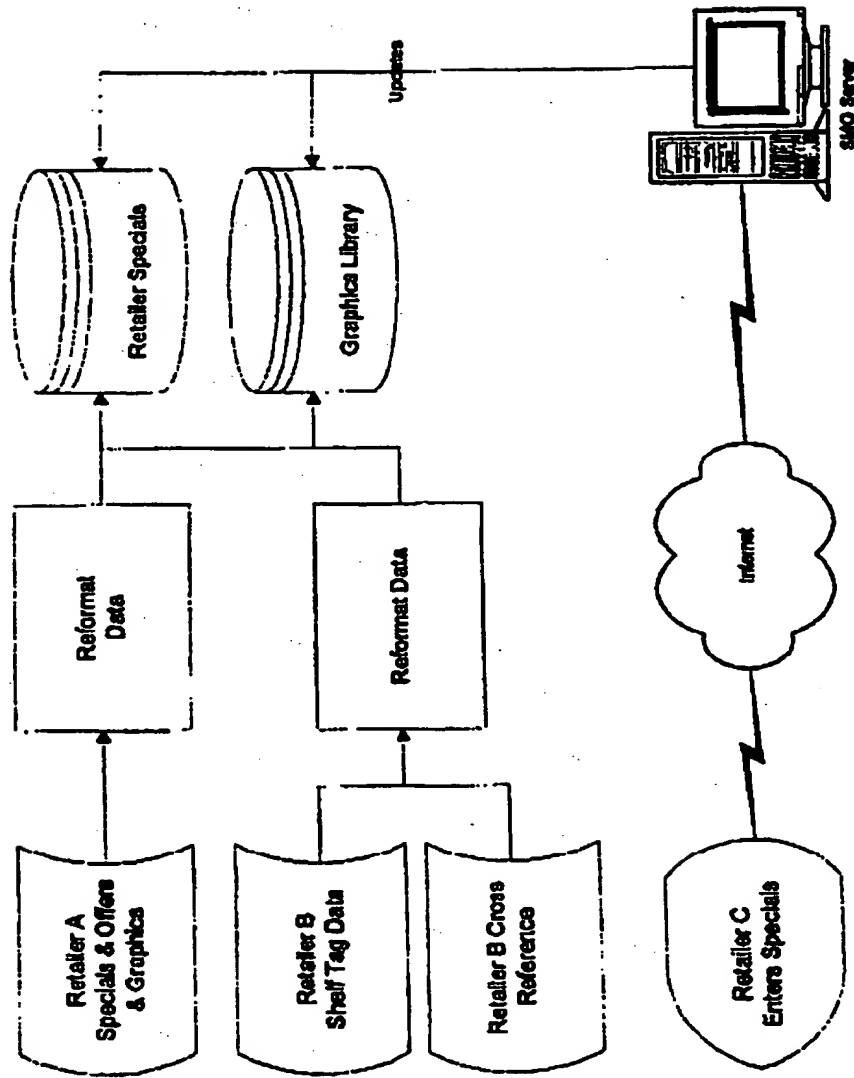 Retailer A
Specials & Offers
& Graphics
Reformat
Data
Retailer Specials
Retailer B
Shelf Tag Data
Retailer B Cross
Reference
Reformat Data
Graphics Library
Updates
Retailer C
Enters Specials
Internet
SMO Server